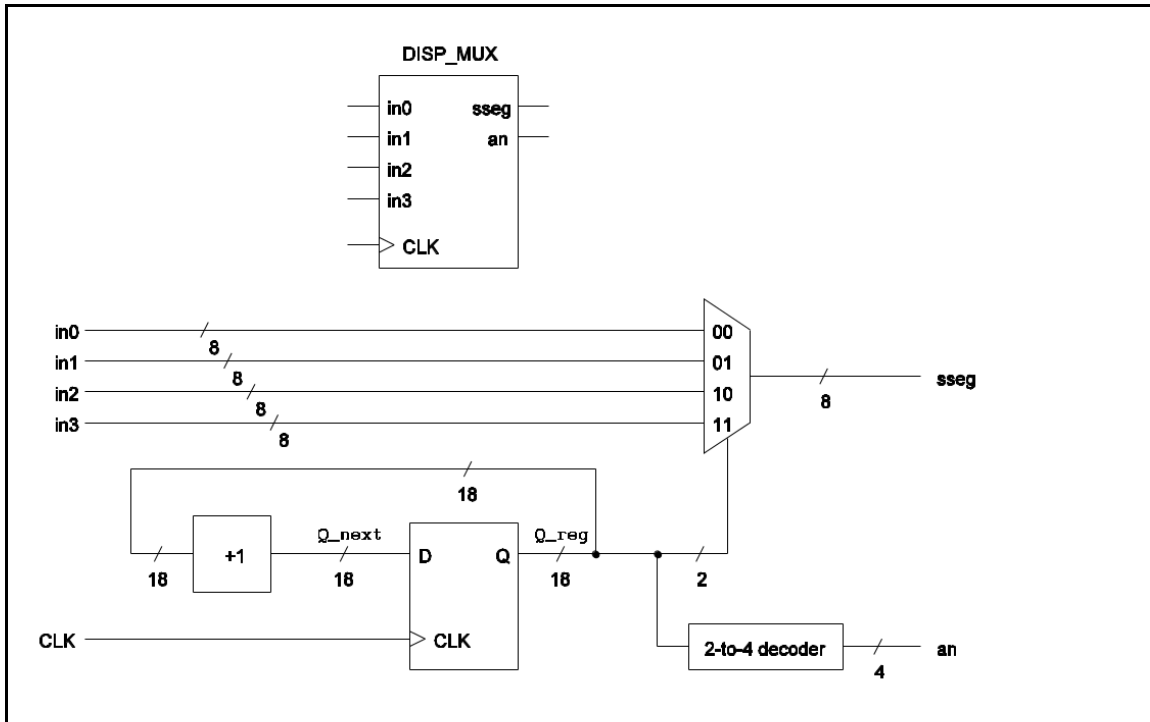 DISP_MUX
in0 sseg
in1 an
in2
in3
CLK
in0 8 00
in1 8 01
in2 8 10
in3 8 11
sseg
8
18
18
+1
Q_next
18
D Q
CLK
Q_reg
18
2
CLK
2-to-4 decoder
4
an